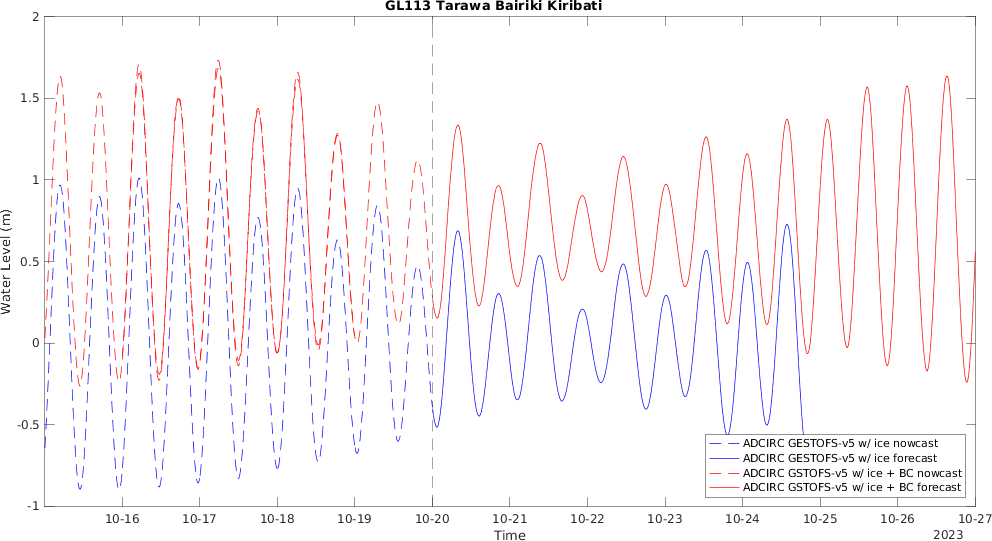 GL113 Tarawa Bairiki Kiribati
2
1.5
1
0.5
0
-0.5
-1
Water Level (m)
ADCIRC GESTOFS-v5 w/ ice nowcast
ADCIRC GESTOFS-v5 w/ ice forecast
ADCIRC GSTOFS-v5 w/ ice + BC nowcast
ADCIRC GSTOFS-v5 w/ ice + BC forecast
10-16 10-17 10-18 10-19 10-20 10-21 10-22 10-23 10-24 10-25 10-26 10-27
Time
2023